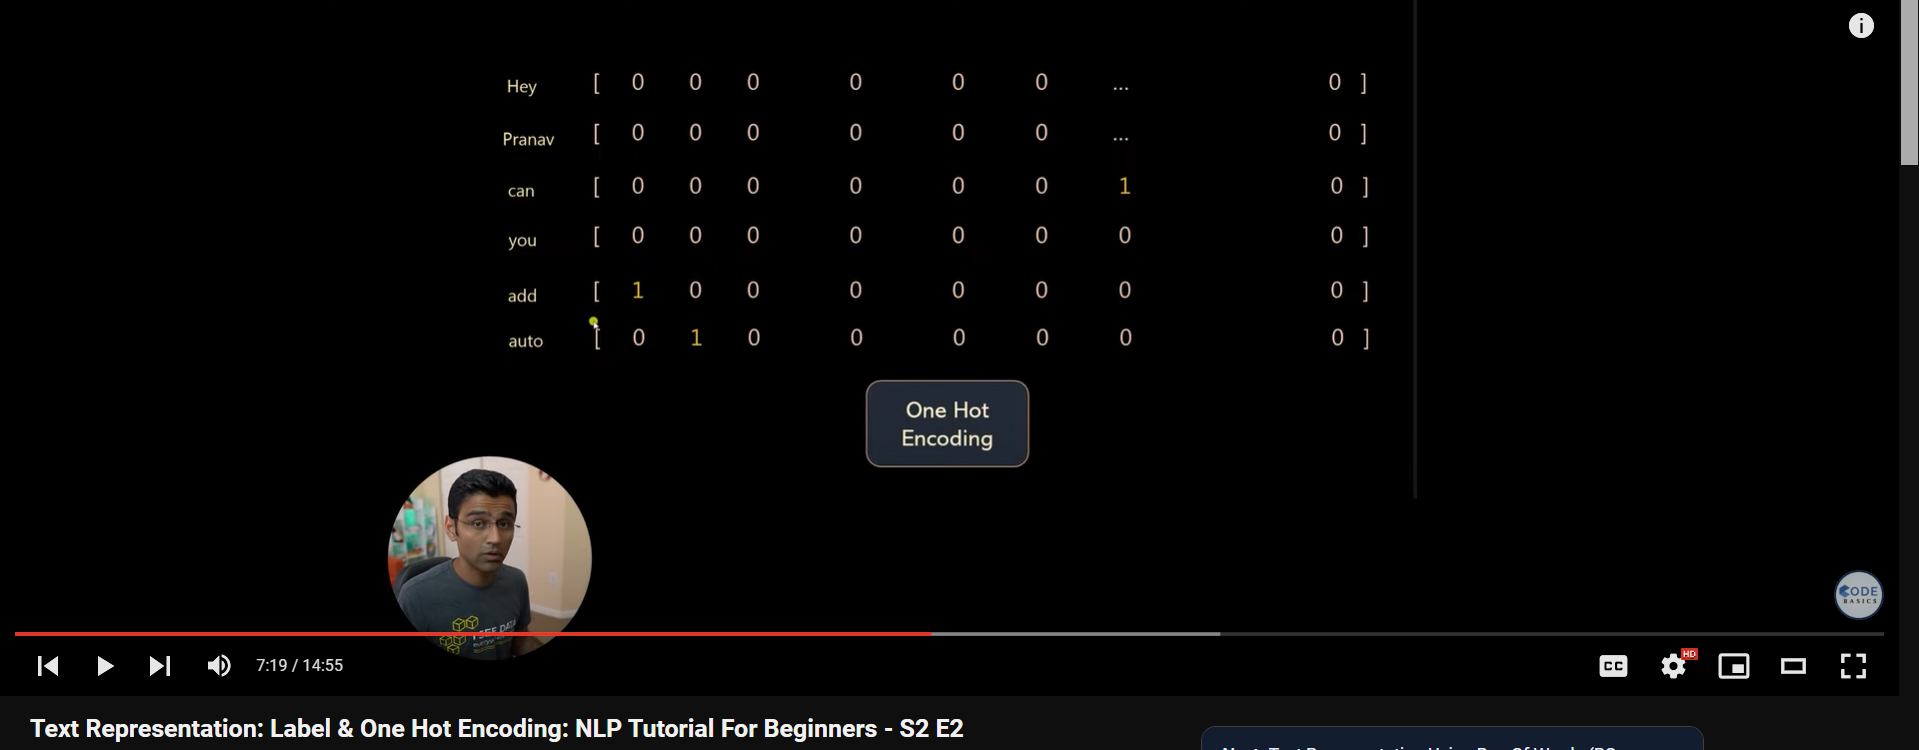 Hey [ 0 0 0 0 0 0 ... 0 ]
Pranav [ 0 0 0 0 0 0 ... 0 ]
can [ 0 0 0 0 0 0 1 0 ]
you [ 0 0 0 0 0 0 0 0 ]
add [ 1 0 0 0 0 0 0 0 ]
auto [ 0 1 0 0 0 0 0 0 ]
One Hot
Encoding
CODE
BASICS
7:19 / 14:55
CC
HD
Text Representation: Label & One Hot Encoding: NLP Tutorial For Beginners - S2 E2